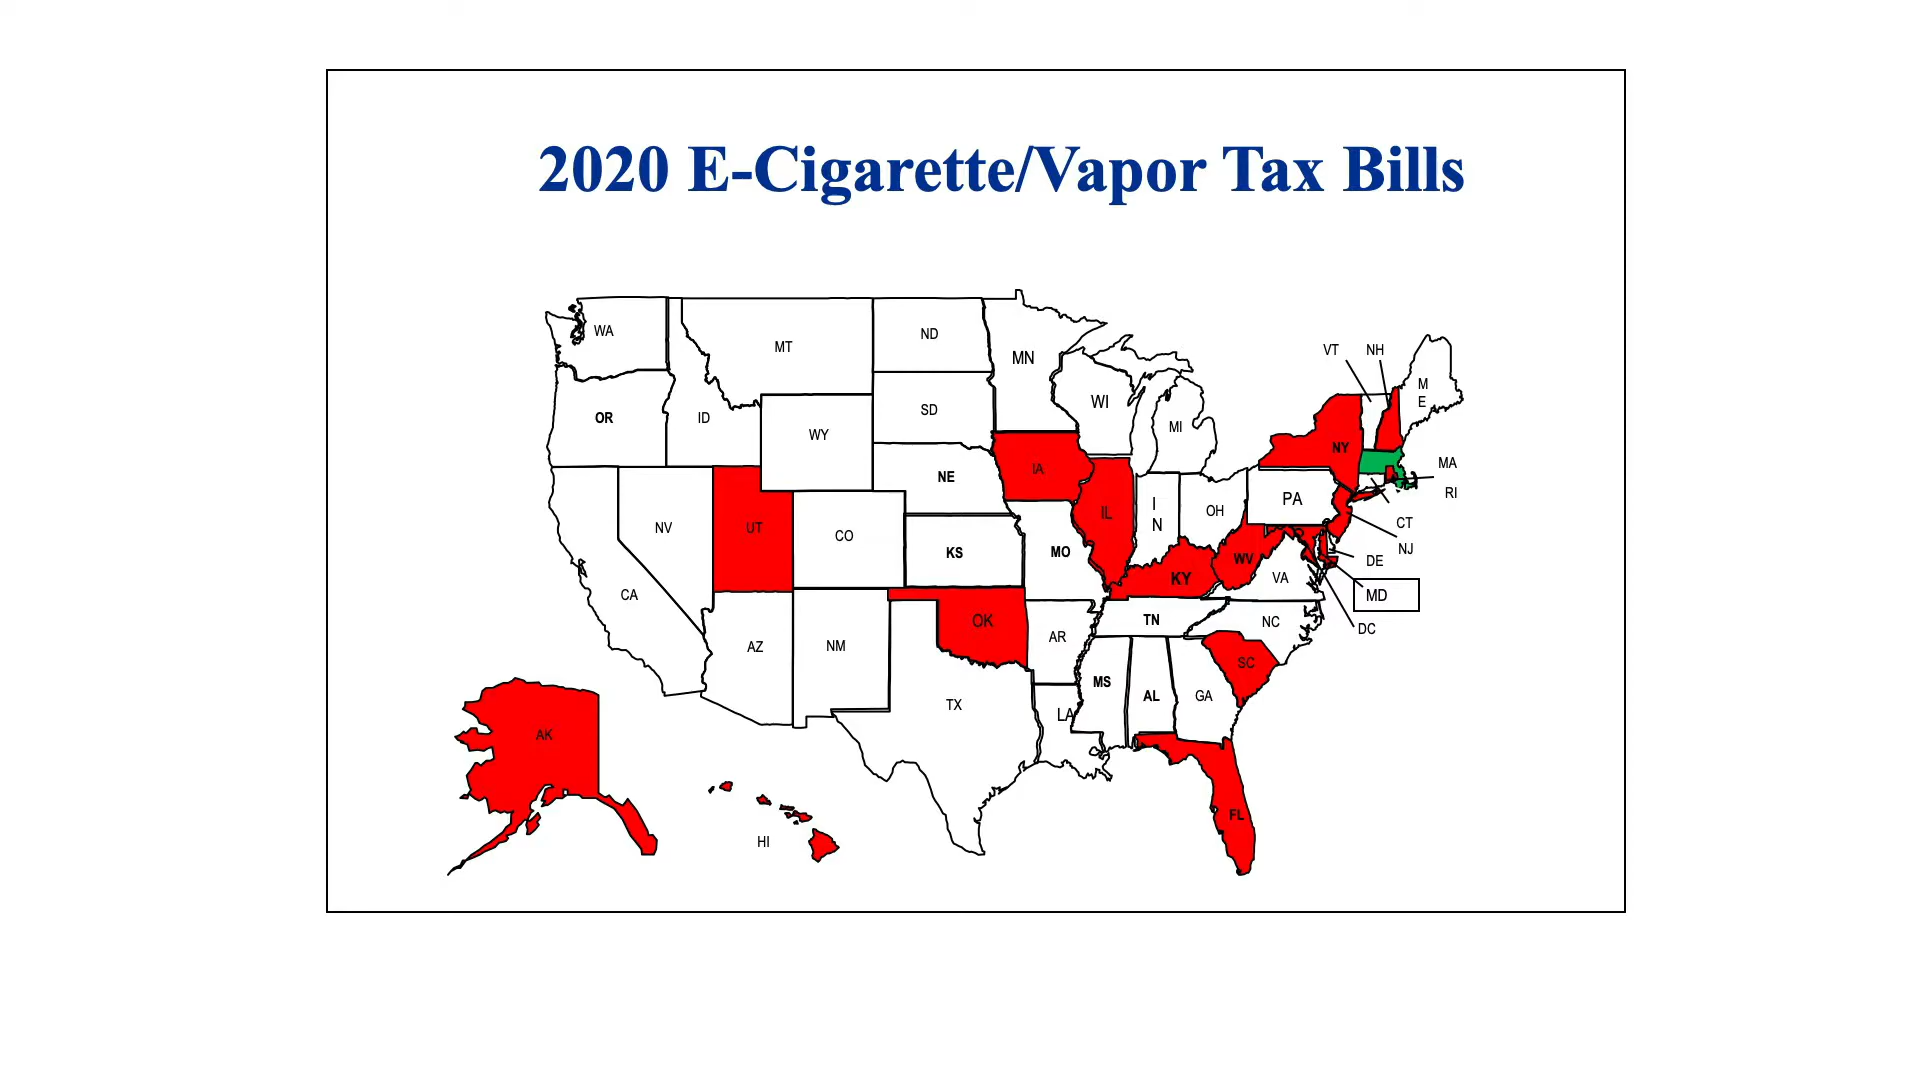 2020 E-Cigarette/Vapor Tax Bills
WA
MT
ND
MN
VT
NH
OR
ID
SD
WI
M
E
WY
MI
NY
MA
NE
IA
RI
NV
UT
CO
KS
MO
IL
I
N
OH
PA
CT
NJ
DE
CA
KY
WV
VA
MD
AZ
NM
OK
AR
TN
NC
DC
SC
TX
LA
MS
AL
GA
AK
FL
HI